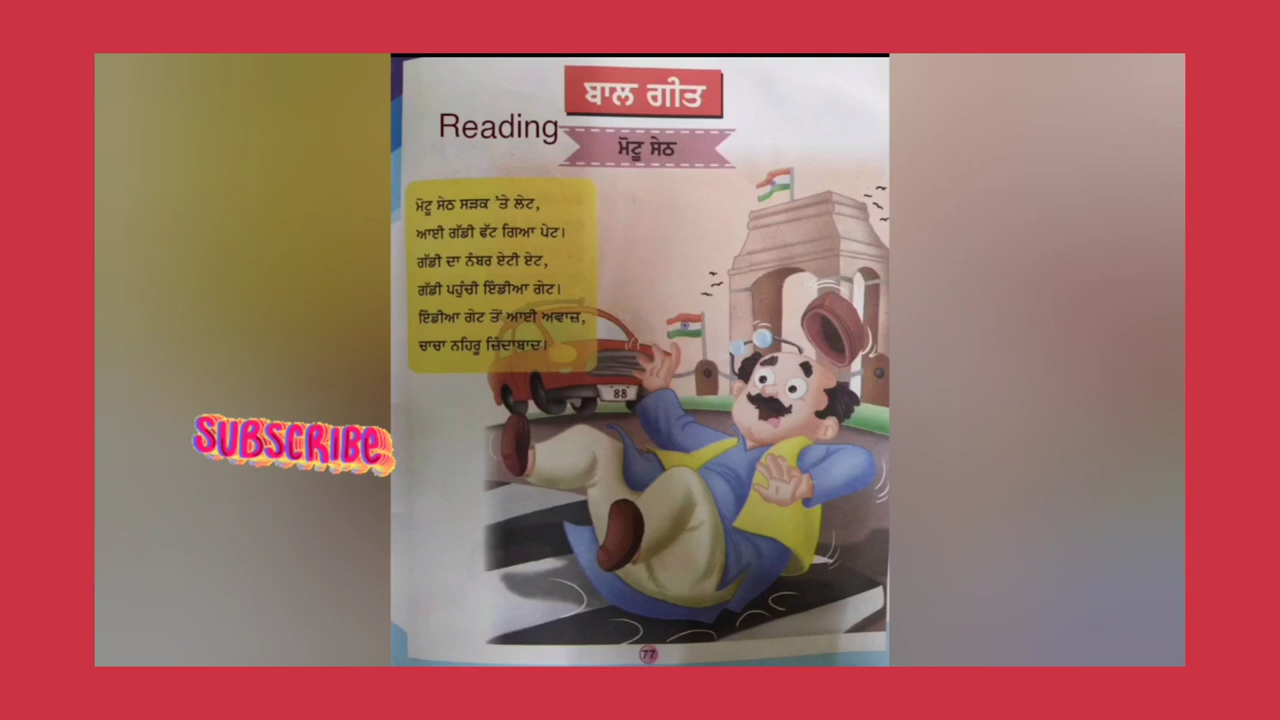 ਬਾਲ ਗੀਤ
Reading
ਮੋਟੂ ਸੇਠ
ਮੋਟੂ ਸੇਠ ਸੜਕ 'ਤੇ ਲੇਟ,
ਆਈ ਗੱਡੀ ਫੱਟ ਗਿਆ ਪੇਟ।
ਗੱਡੀ ਦਾ ਨੰਬਰ ਏਟੀ ਏਟ,
ਗੱਡੀ ਪਹੁੰਚੀ ਇੰਡੀਆ ਗੇਟ।
ਇੰਡੀਆ ਗੇਟ ਤੋਂ ਆਈ ਅਵਾਜ਼,
ਚਾਚਾ ਨਹਿਰੂ ਜ਼ਿੰਦਾਬਾਦ।
88
SUBSCRIBE
77